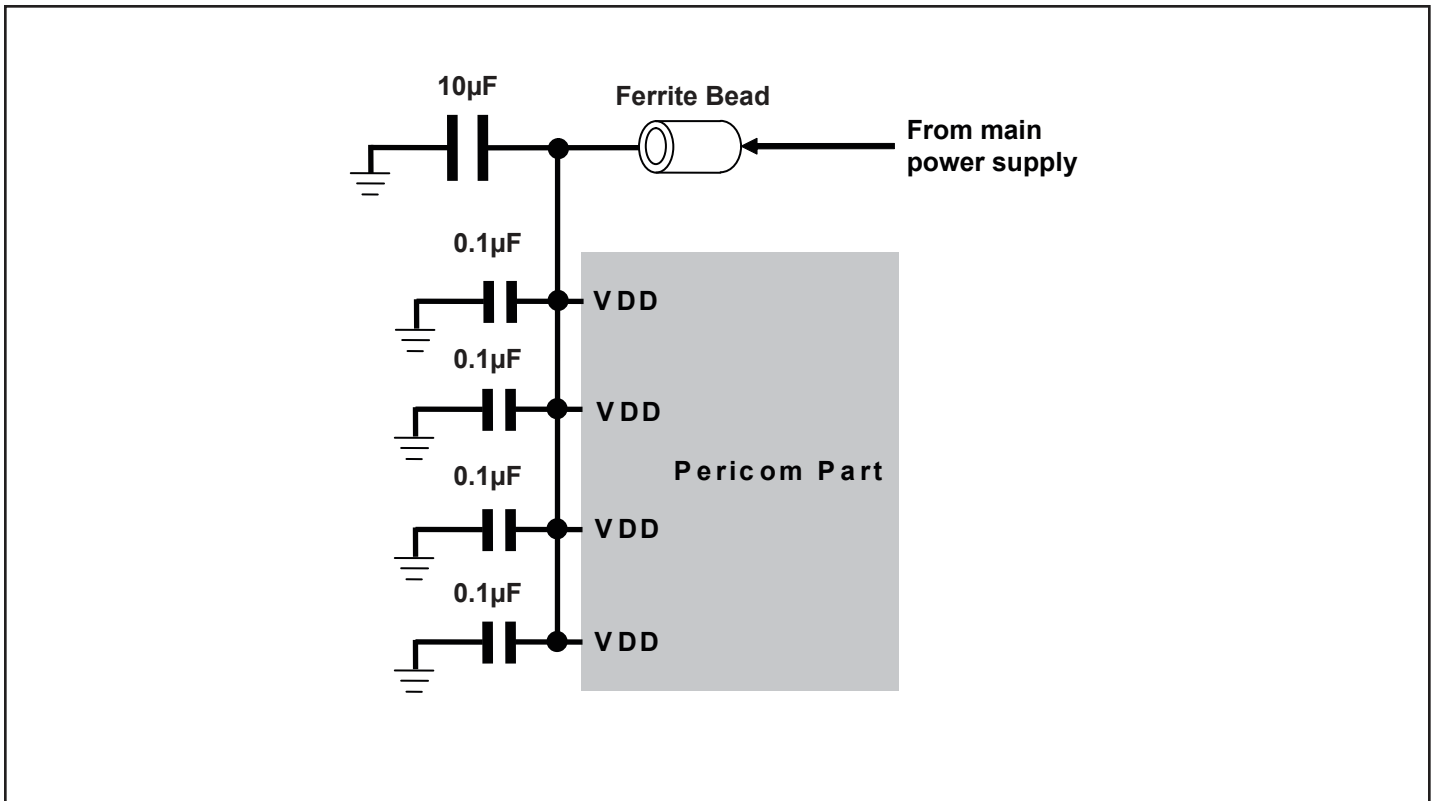 10µF
Ferrite Bead
From main
power supply
0.1µF
VDD
0.1µF
VDD
Pericom Part
0.1µF
VDD
0.1µF
VDD